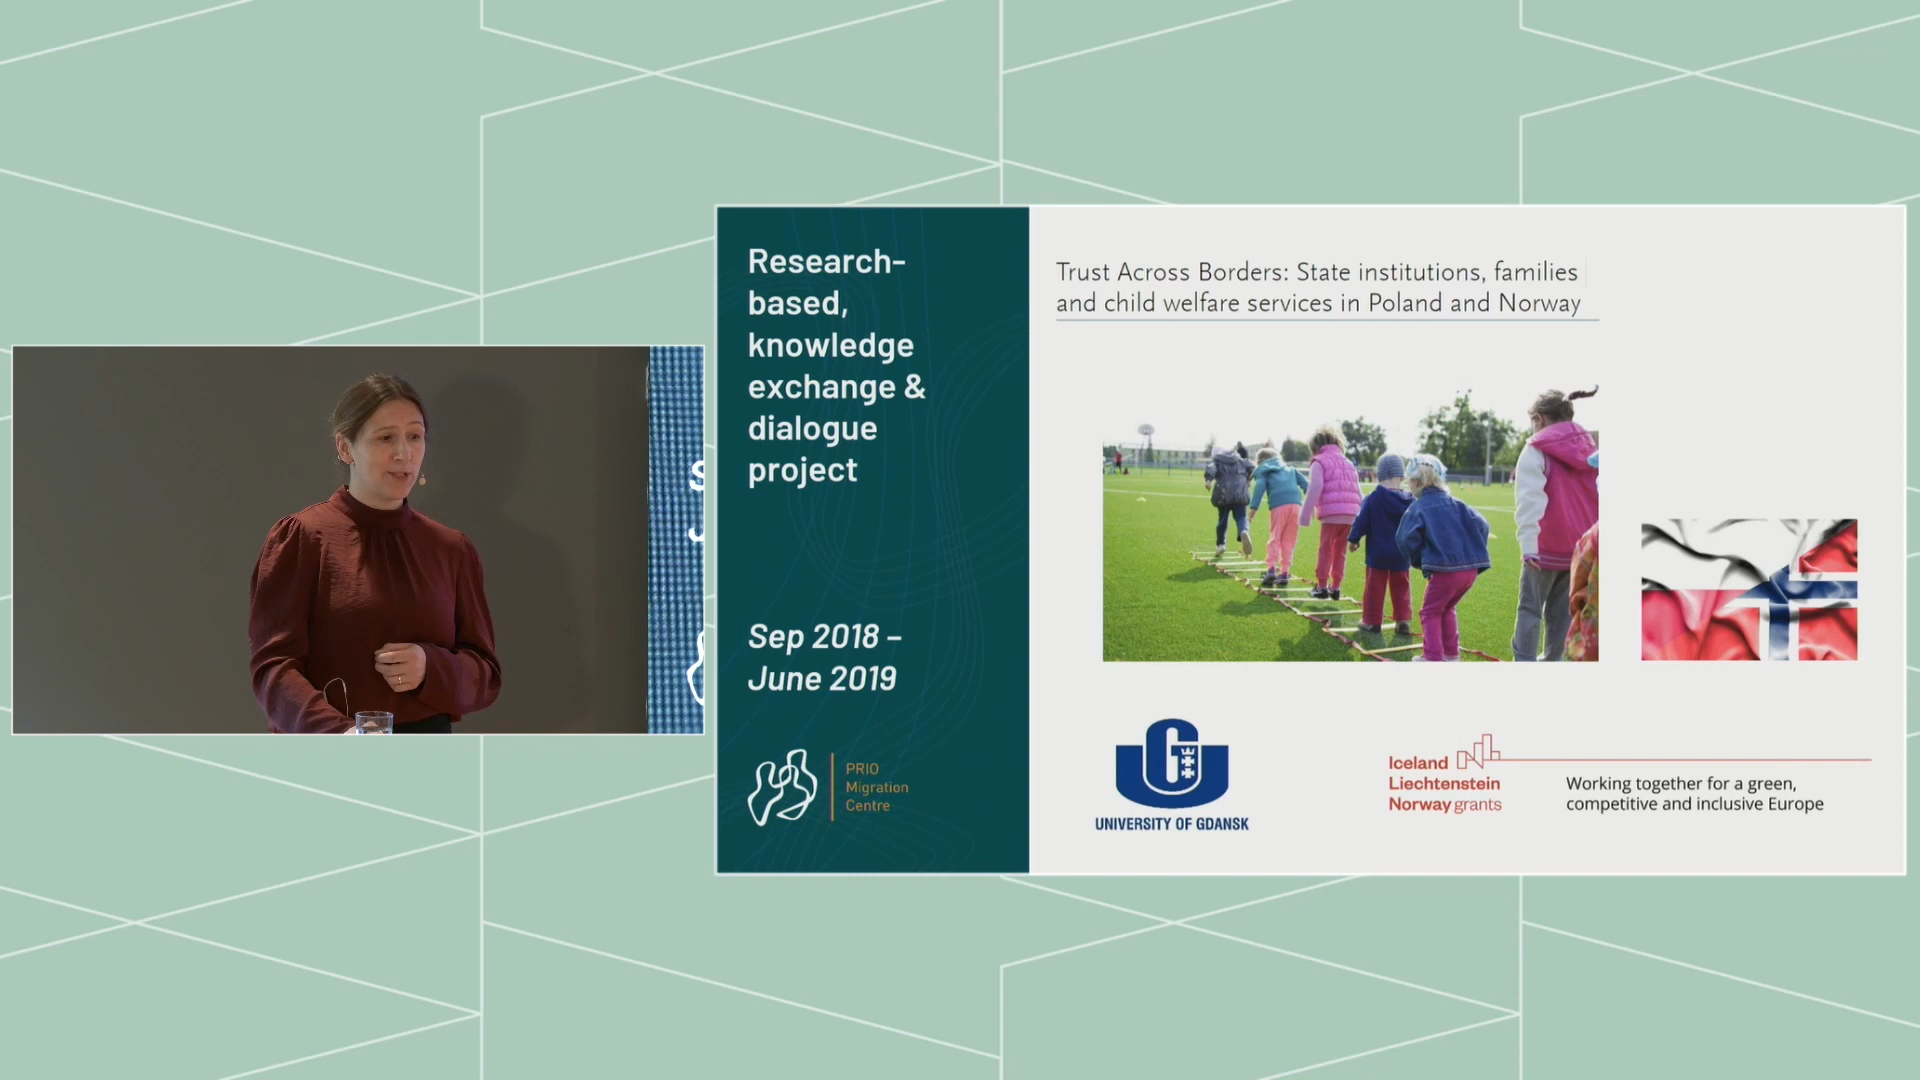 Research-
based,
knowledge
exchange &
dialogue
project
Sep 2018 –
June 2019
PRIO
Migration
Centre
Trust Across Borders: State institutions, families
and child welfare services in Poland and Norway
UNIVERSITY OF GDANSK
Iceland
Liechtenstein
Norway grants
Working together for a green,
competitive and inclusive Europe